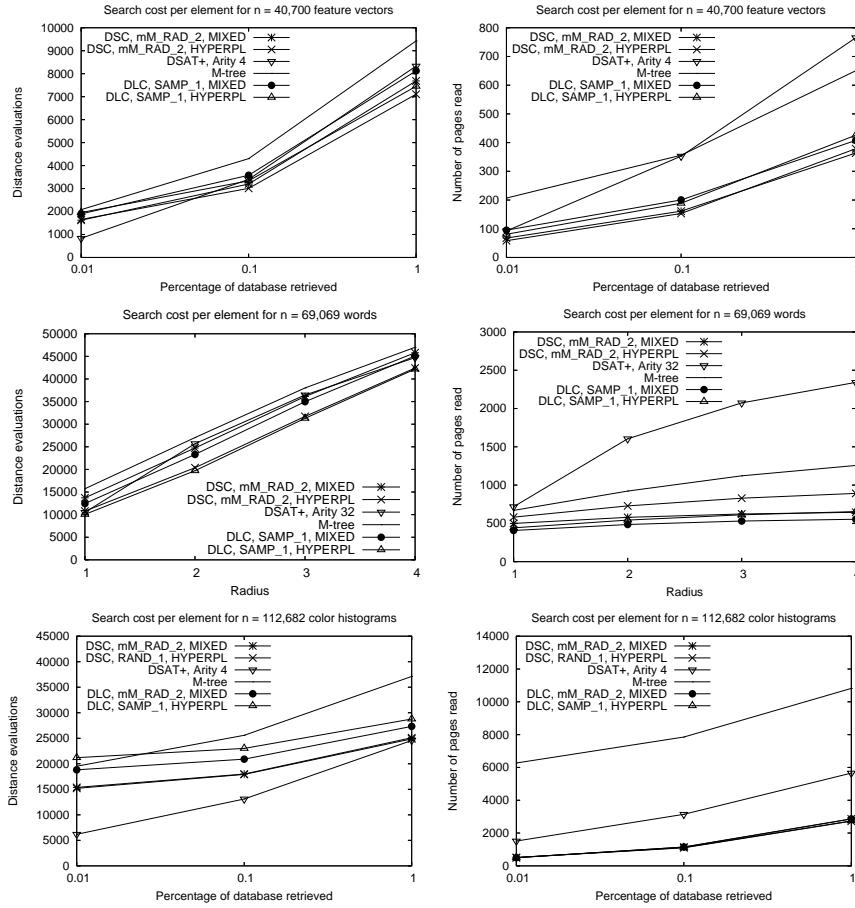 Search cost per element for n = 40,700 feature vectors
10000
9000
8000
7000
6000
5000
4000
3000
2000
1000
0
Distance evaluations
DSC, mM_RAD_2, MIXED
DSC, mM_RAD_2, HYPERPL
DSAT+, Arity 4
M-tree
DLC, SAMP_1, MIXED
DLC, SAMP_1, HYPERPL
0.01
0.1
1
Percentage of database retrieved
Search cost per element for n = 40,700 feature vectors
800
700
600
500
400
300
200
100
0
Number of pages read
DSC, mM_RAD_2, MIXED
DSC, mM_RAD_2, HYPERPL
DSAT+, Arity 4
M-tree
DLC, SAMP_1, MIXED
DLC, SAMP_1, HYPERPL
0.01
0.1
1
Percentage of database retrieved
Search cost per element for n = 69,069 words
50000
45000
40000
35000
30000
25000
20000
15000
10000
5000
0
Distance evaluations
DSC, mM_RAD_2, MIXED
DSC, mM_RAD_2, HYPERPL
DSAT+, Arity 32
M-tree
DLC, SAMP_1, MIXED
DLC, SAMP_1, HYPERPL
1
2
3
4
Radius
Search cost per element for n = 69,069 words
3000
2500
2000
1500
1000
500
0
Number of pages read
DSC, mM_RAD_2, MIXED
DSC, mM_RAD_2, HYPERPL
DSAT+, Arity 32
M-tree
DLC, SAMP_1, MIXED
DLC, SAMP_1, HYPERPL
1
2
3
Radius
Search cost per element for n = 112,682 color histograms
45000
40000
35000
30000
25000
20000
15000
10000
5000
0
Distance evaluations
DSC, mM_RAD_2, MIXED
DSC, RAND_1, HYPERPL
DSAT+, Arity 4
M-tree
DLC, mM_RAD_2, MIXED
DLC, SAMP_1, HYPERPL
0.01
0.1
1
Percentage of database retrieved
Search cost per element for n = 112,682 color histograms
14000
12000
10000
8000
6000
4000
2000
0
Number of pages read
DSC, mM_RAD_2, MIXED
DSC, RAND_1, HYPERPL
DSAT+, Arity 4
M-tree
DLC, mM_RAD_2, MIXED
DLC, SAMP_1, HYPERPL
0.01
0.1
1
Percentage of database retrieved